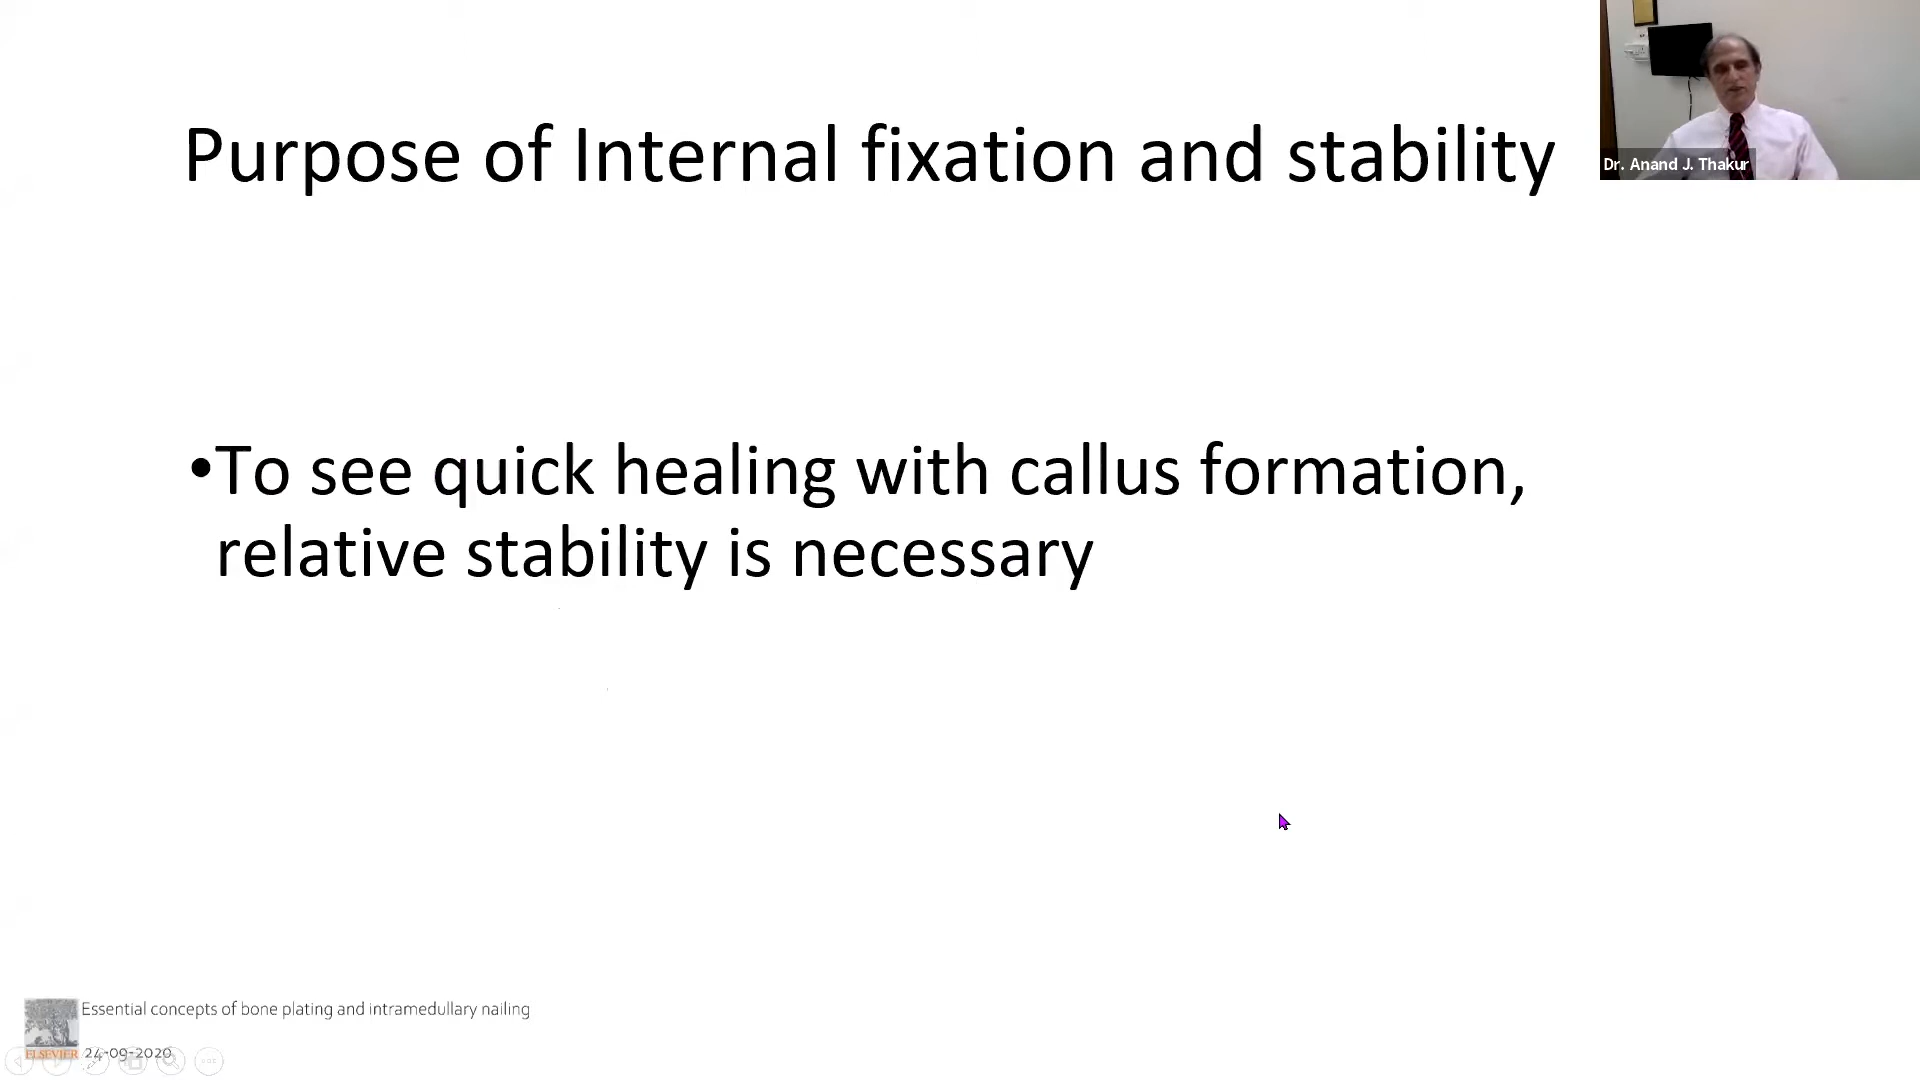 Purpose of Internal fixation and stability
Dr. Anand J. Thakur
•To see quick healing with callus formation,
relative stability is necessary
Essential concepts of bone plating and intramedullary nailing
ELSEVIER
24-09-2020